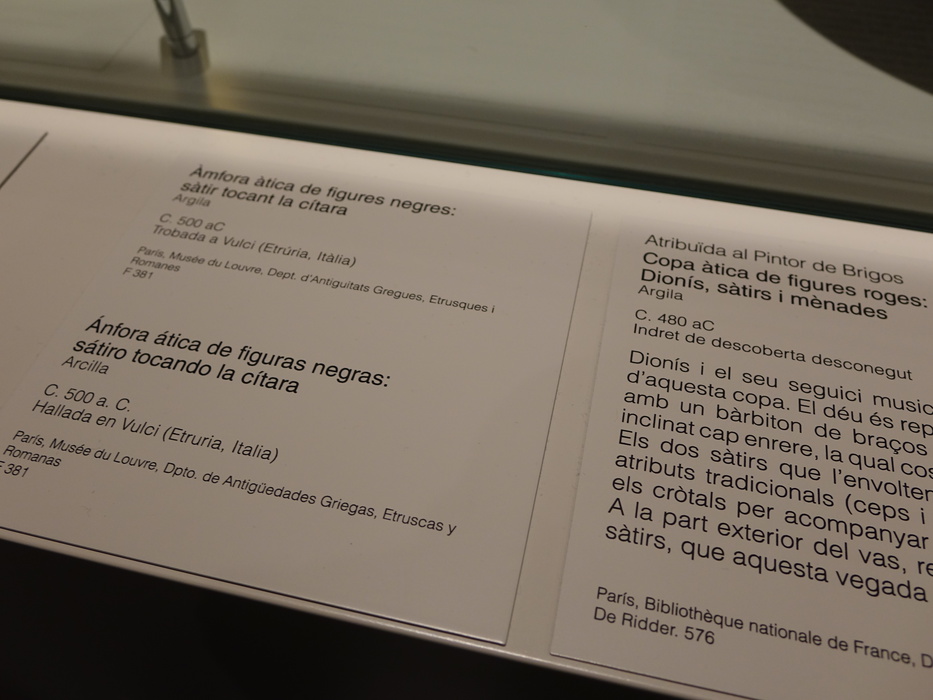 Àmfora àtica de figures negres:
sàtir tocant la cítara
Argila
C. 500 aC
Trobada a Vulci (Etrúria, Itàlia)
París, Musée du Louvre, Dept. d'Antiguitats Gregues, Etrusques i
Romanes
F 381
Ánfora ática de figuras negras:
sátiro tocando la cítara
Arcilla
C. 500 a. C.
Hallada en Vulci (Etruria, Italia)
París, Musée du Louvre, Dpto. de Antigüedades Griegas, Etruscas y
Romanas
F 381
Atribuïda al Pintor de Brigos
Copa àtica de figures roges:
Dionís, sàtirs i mènades
Argila
C. 480 aC
Indret de descoberta desconegut
Dionís i el seu seguici music
d'aquesta copa. El déu és rep
amb un bàrbiton de braços
inclinat cap enrere, la qual cos
Els dos sàtirs que l'envolten
atributs tradicionals (ceps i
els cròtals per acompanyar
A la part exterior del vas, re
sàtirs, que aquesta vegada
París, Bibliothèque nationale de France, D
De Ridder. 576